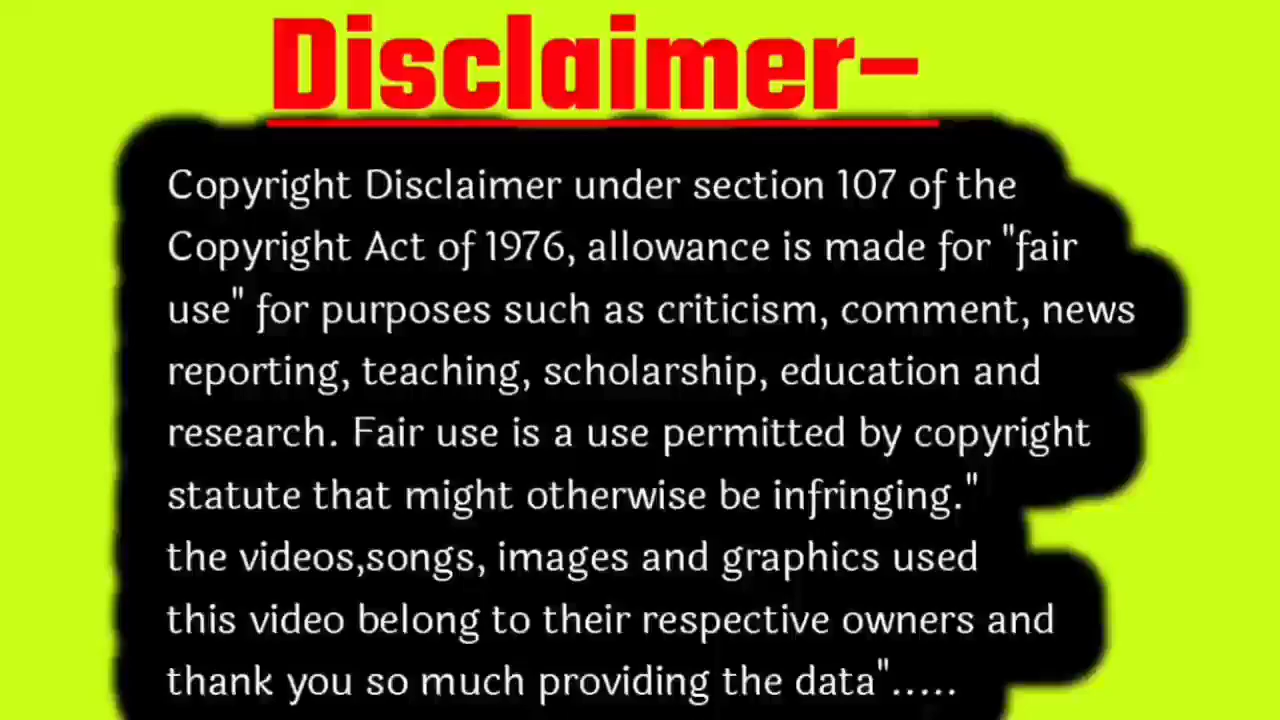 Disclaimer-
Copyright Disclaimer under section 107 of the
Copyright Act of 1976, allowance is made for "fair
use" for purposes such as criticism, comment, news
reporting, teaching, scholarship, education and
research. Fair use is a use permitted by copyright
statute that might otherwise be infringing."
the videos,songs, images and graphics used
this video belong to their respective owners and
thank you so much providing the data".....